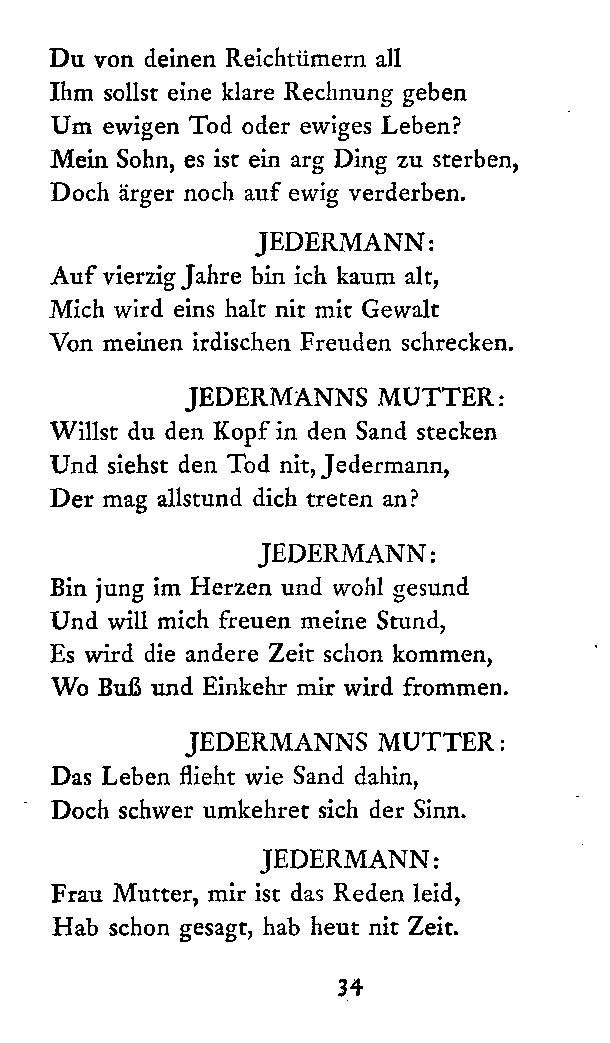 Du von deinen Reichtümern all
Ihm sollst eine klare Rechnung geben
Um ewigen Tod oder ewiges Leben?
Mein Sohn, es ist ein arg Ding zu sterben,
Doch ärger noch auf ewig verderben.
JEDERMANN:
Auf vierzig Jahre bin ich kaum alt,
Mich wird eins halt nit mit Gewalt
Von meinen irdischen Freuden schrecken.
JEDERMANNS MUTTER:
Willst du den Kopf in den Sand stecken
Und siehst den Tod nit, Jedermann,
Der mag allstund dich treten an?
JEDERMANN:
Bin jung im Herzen und wohl gesund
Und will mich freuen meine Stund,
Es wird die andere Zeit schon kommen,
Wo Buß und Einkehr mir wird frommen.
JEDERMANNS MUTTER:
Das Leben flieht wie Sand dahin,
Doch schwer umkehret sich der Sinn.
JEDERMANN:
Frau Mutter, mir ist das Reden leid,
Hab schon gesagt, hab heut nit Zeit.
34